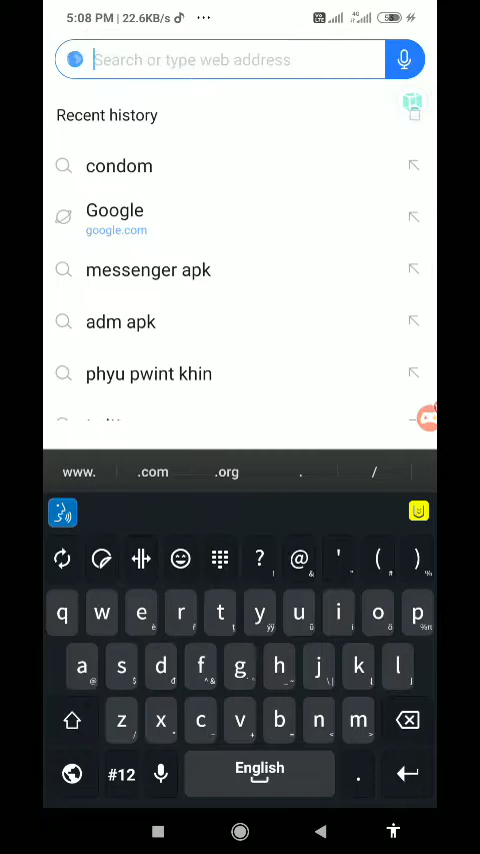 5:08 PM | 22.6KB/s
Search or type web address
Recent history
condom
Google
google.com
messenger apk
adm apk
phyu pwint khin
www. .com .org . /
? @ ' ( )
q w e r t y u i o p
a s d f g h j k l
z x c v b n m
#12 English .